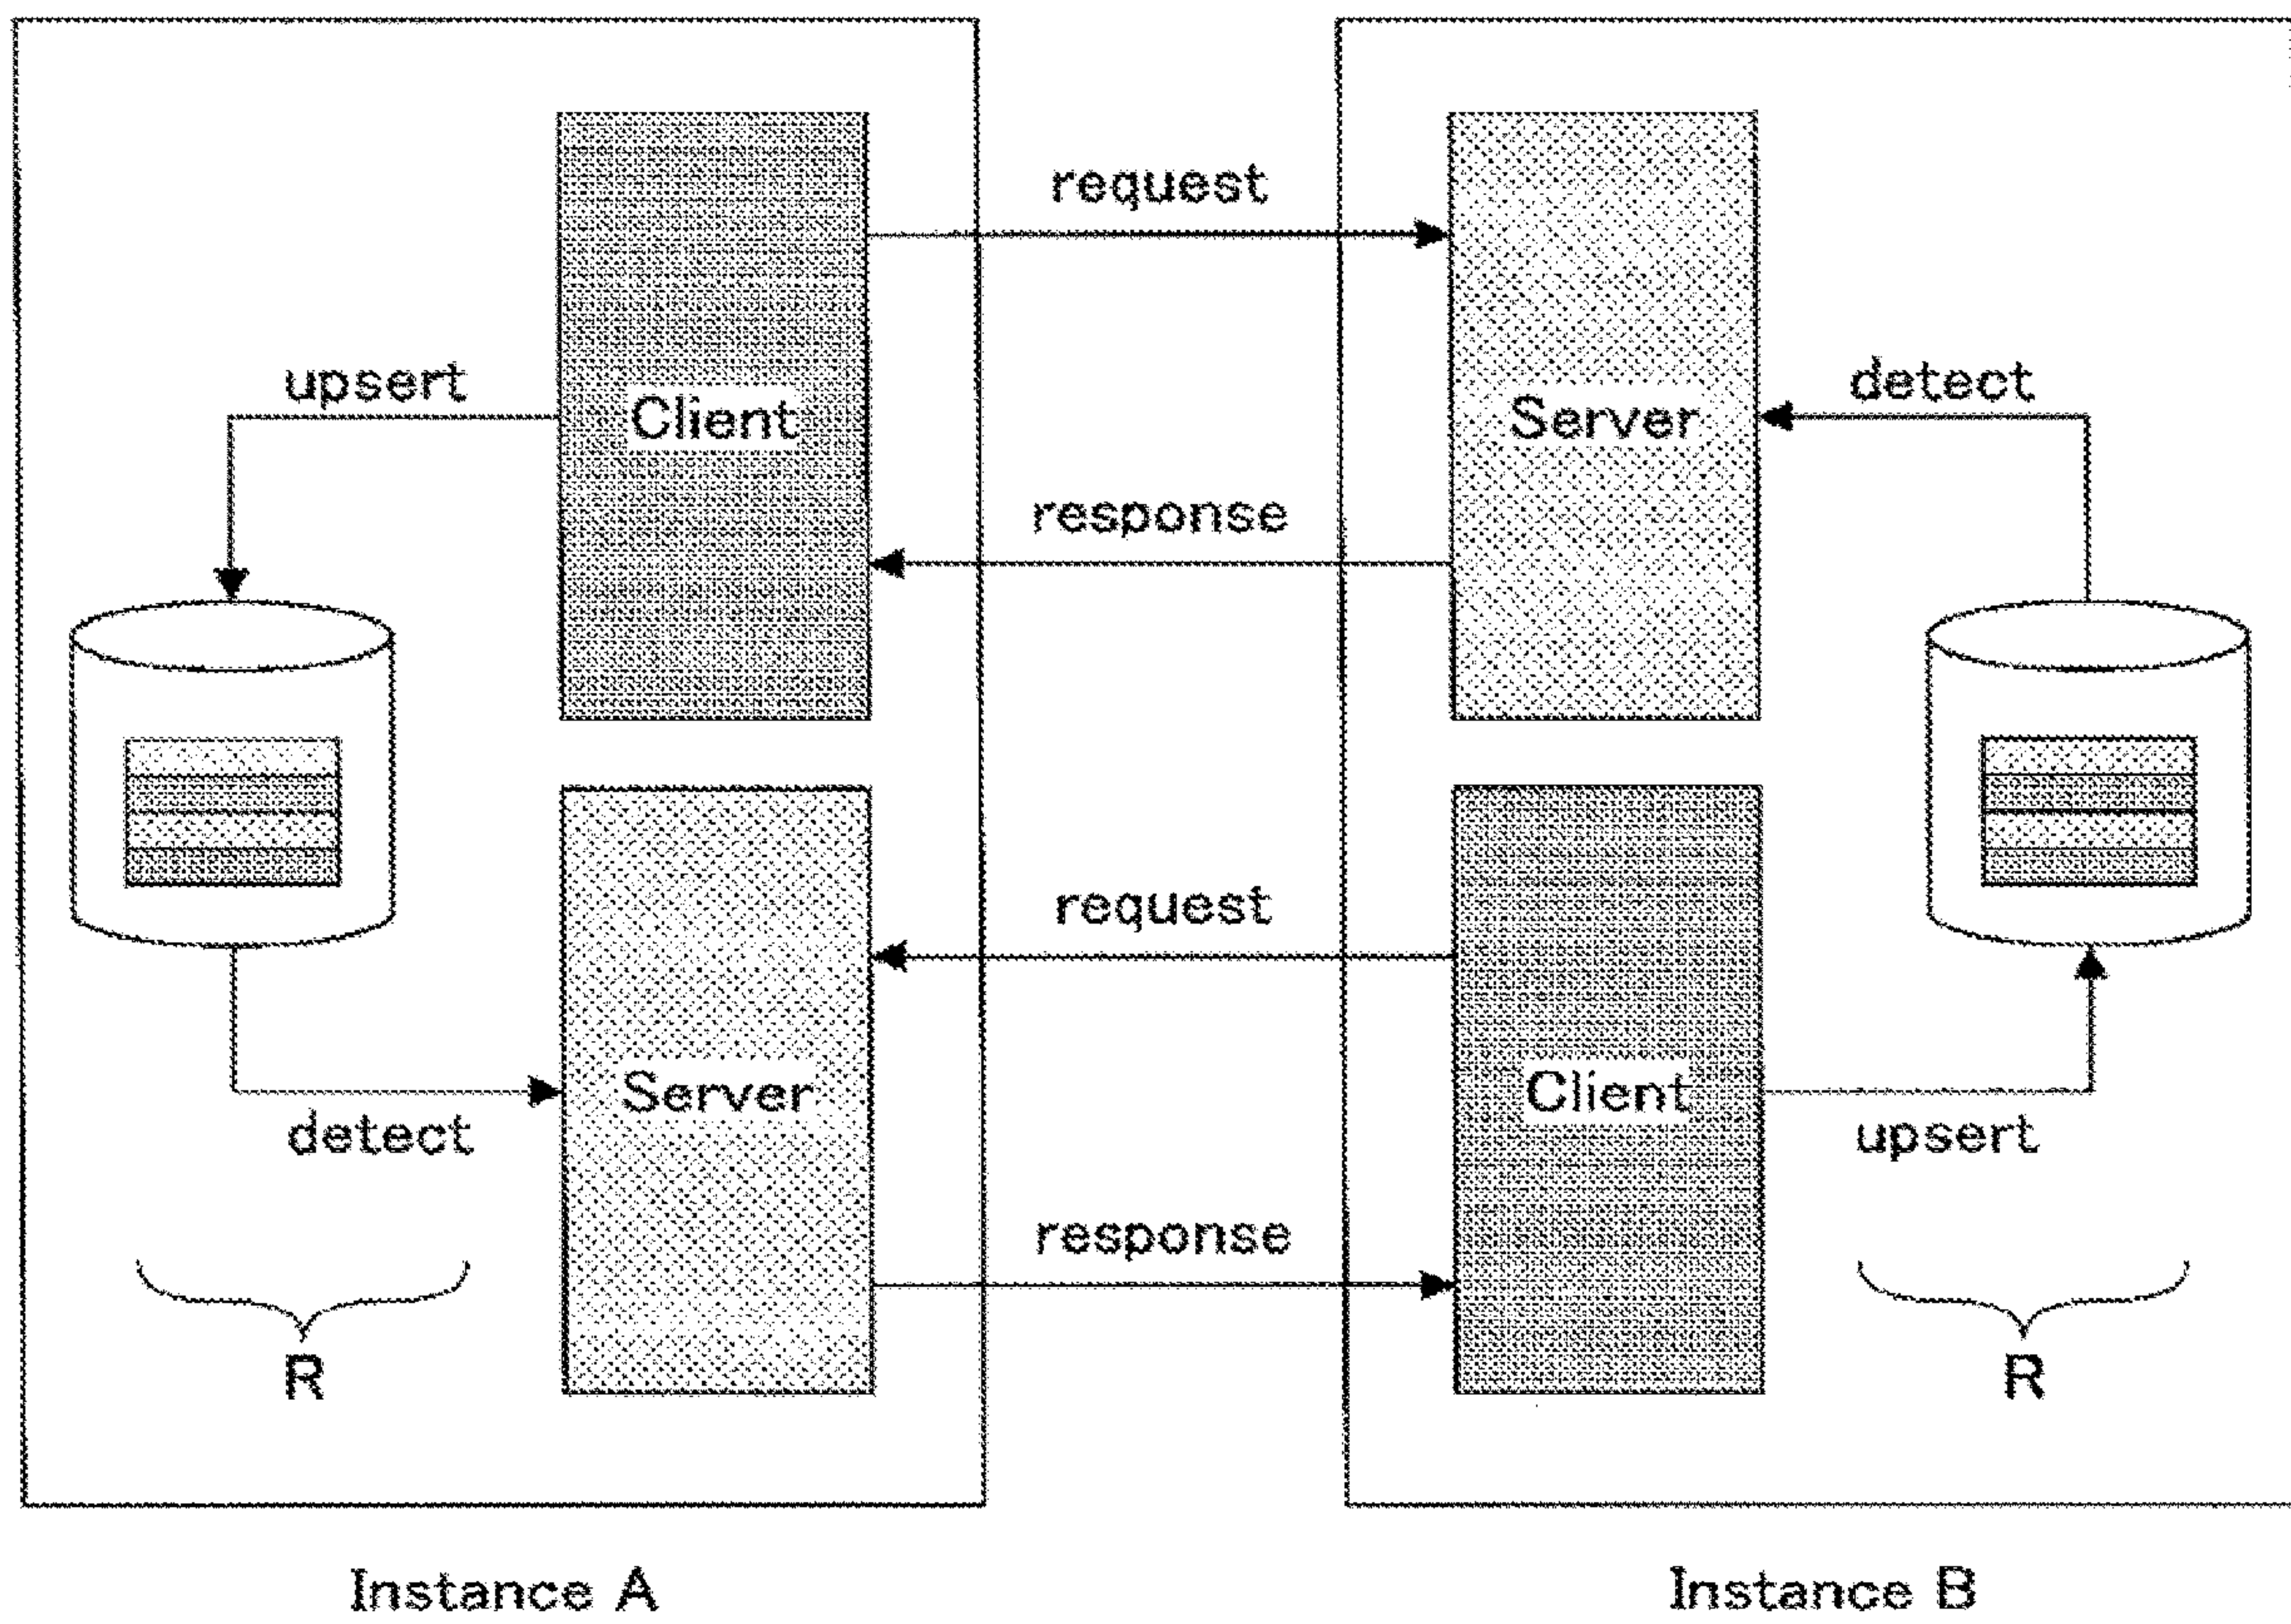 request
upsert
Client
Server
detect
response
request
detect
Server
Client
upsert
response
R
R
Instance A
Instance B